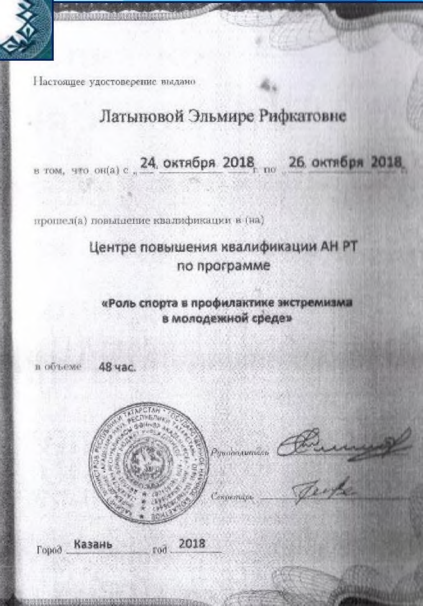 Настоящее удостоверение выдано
Латыповой Эльмире Рифкатовне
в том, что он(а) с „24„ октября 2018 г. по „26„ октября 2018 г.
прошел(а) повышение квалификации в (на)
Центре повышения квалификации АН РТ
по программе
«Роль спорта в профилактике экстремизма
в молодежной среде»
в объеме 48 час.
Руководитель
Секретарь
Город Казань год 2018